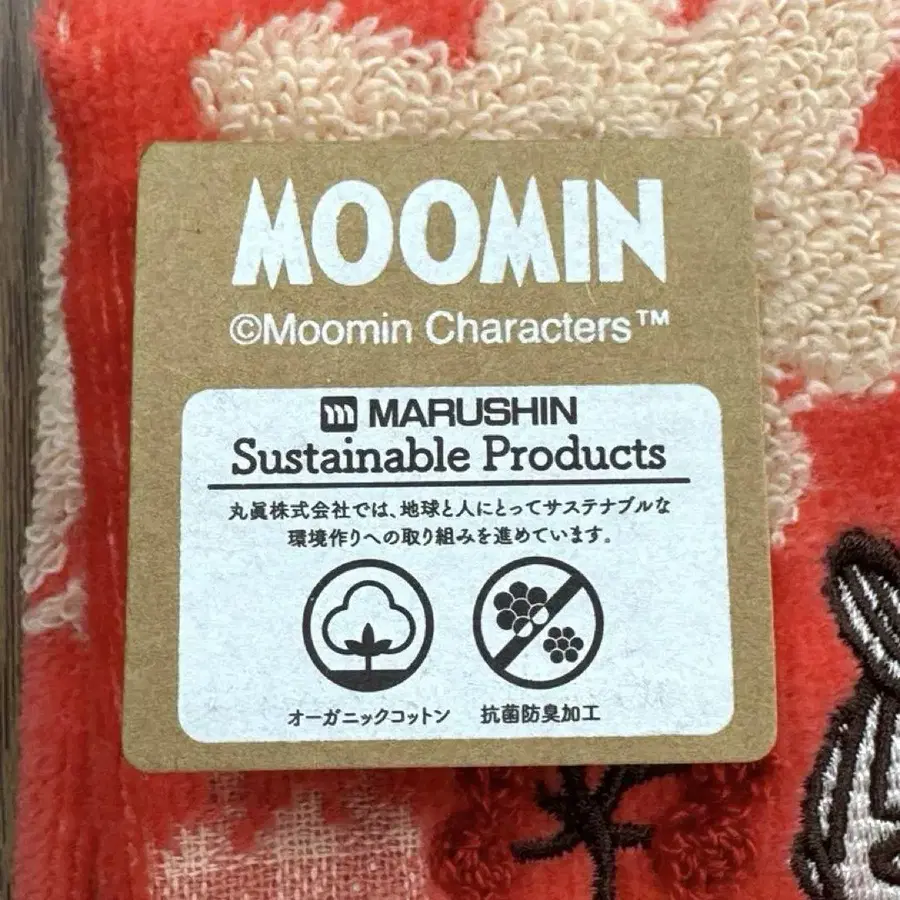 MOOMIN
©Moomin Characters™
MARUSHIN
Sustainable Products
丸眞株式会社では、地球と人にとってサステナブルな
環境作りへの取り組みを進めています。
オーガニックコットン
抗菌防臭加工